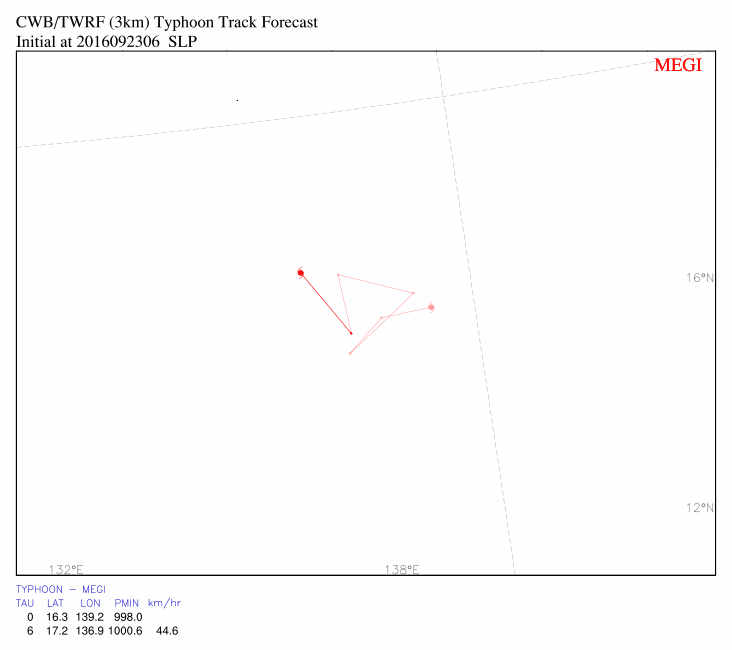 CWB/TWRF (3km) Typhoon Track Forecast
Initial at 2016092306 SLP
MEGI
16°N
12°N
132°E 138°E
TYPHOON - MEGI
TAU LAT LON PMIN km/hr
0 16.3 139.2 998.0
6 17.2 136.9 1000.6 44.6